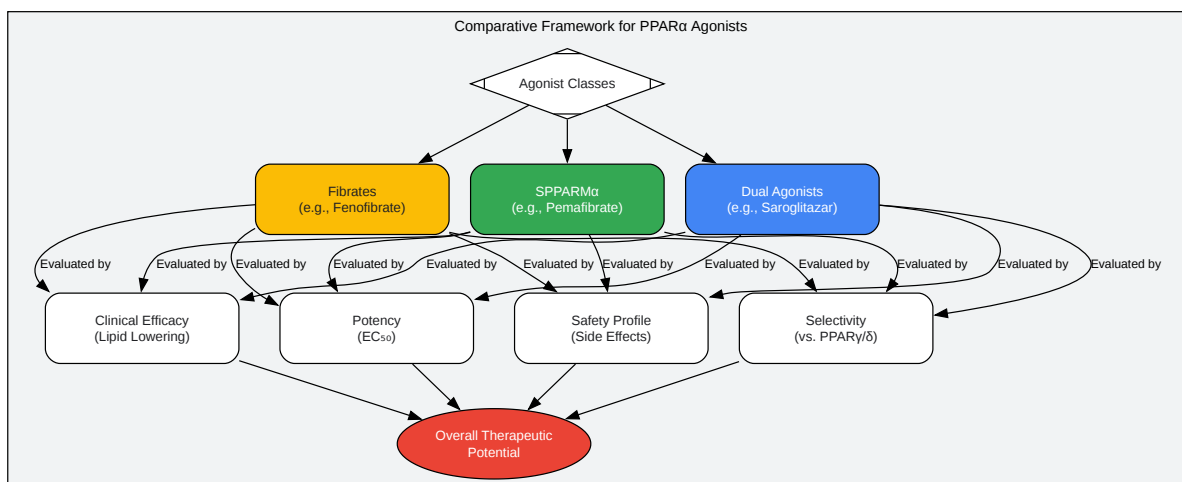 Comparative Framework for PPARα Agonists
Agonist Classes
Fibrates
(e.g., Fenofibrate)
SPPARMα
(e.g., Pemafibrate)
Dual Agonists
(e.g., Saroglitazar)
Evaluated by
Evaluated by
Evaluated by
Evaluated by
Evaluated by
Evaluated by
Evaluated by
Evaluated by
Evaluated by
Evaluated by
Evaluated by
Evaluated by
Clinical Efficacy
(Lipid Lowering)
Potency
(EC₅₀)
Safety Profile
(Side Effects)
Selectivity
(vs. PPARγ/δ)
Overall Therapeutic
Potential